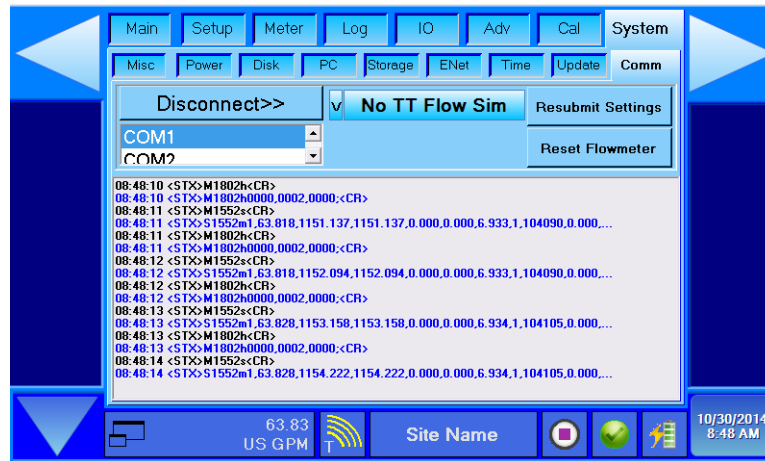 Main Setup Meter Log IO Adv Cal System
Misc Power Disk PC Storage ENet Time Update Comm
Disconnect>> v No TT Flow Sim Resubmit Settings
COM1
COM2
Reset Flowmeter
08:48:10 <STX>M1802h<CR>
08:48:10 <STX>M1802h0000,0002,0000;<CR>
08:48:11 <STX>M1552s<CR>
08:48:11 <STX>S1552m1,63.818,1151.137,1151.137,0.000,0.000,6.933,1,104090,0.000,...
08:48:11 <STX>M1802h<CR>
08:48:11 <STX>M1802h0000,0002,0000;<CR>
08:48:12 <STX>M1552s<CR>
08:48:12 <STX>S1552m1,63.818,1152.094,1152.094,0.000,0.000,6.933,1,104090,0.000,...
08:48:12 <STX>M1802h<CR>
08:48:12 <STX>M1802h0000,0002,0000;<CR>
08:48:13 <STX>M1552s<CR>
08:48:13 <STX>S1552m1,63.828,1153.158,1153.158,0.000,0.000,6.934,1,104105,0.000,...
08:48:13 <STX>M1802h<CR>
08:48:13 <STX>M1802h0000,0002,0000;<CR>
08:48:14 <STX>M1552s<CR>
08:48:14 <STX>S1552m1,63.828,1154.222,1154.222,0.000,0.000,6.934,1,104105,0.000,...
63.83
US GPM
T
Site Name
10/30/2014
8:48 AM